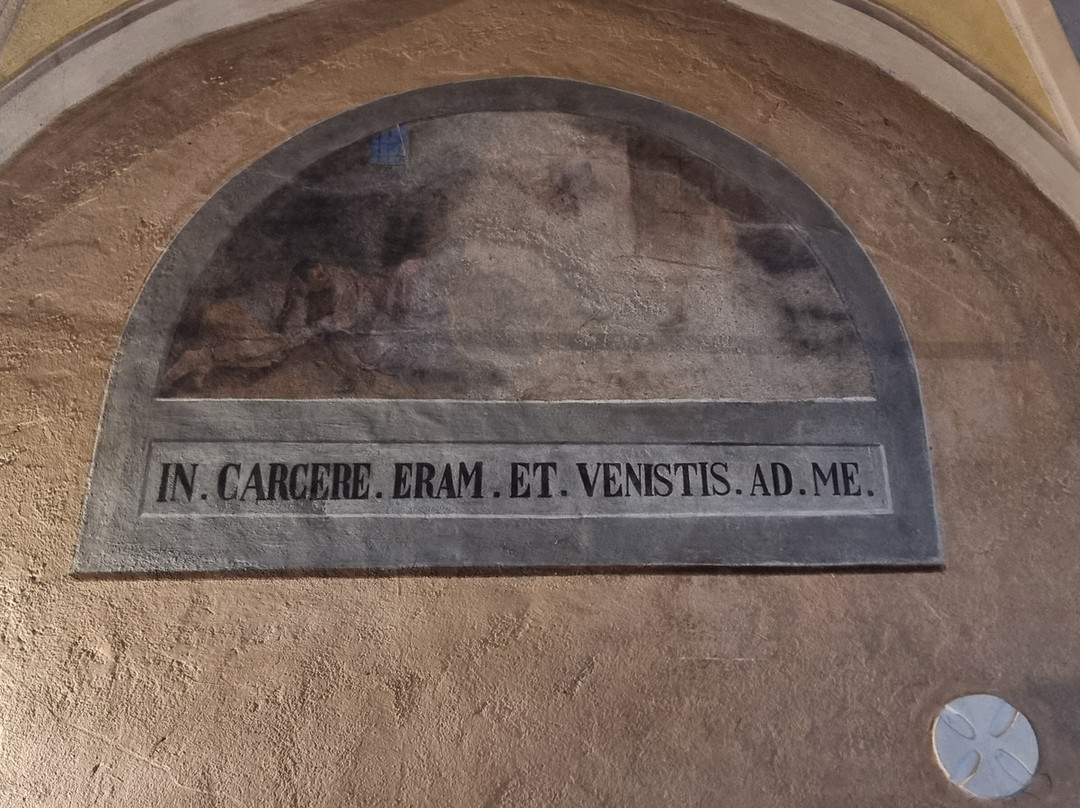 IN. CARCERE. ERAM. ET. VENISTIS. AD. ME.